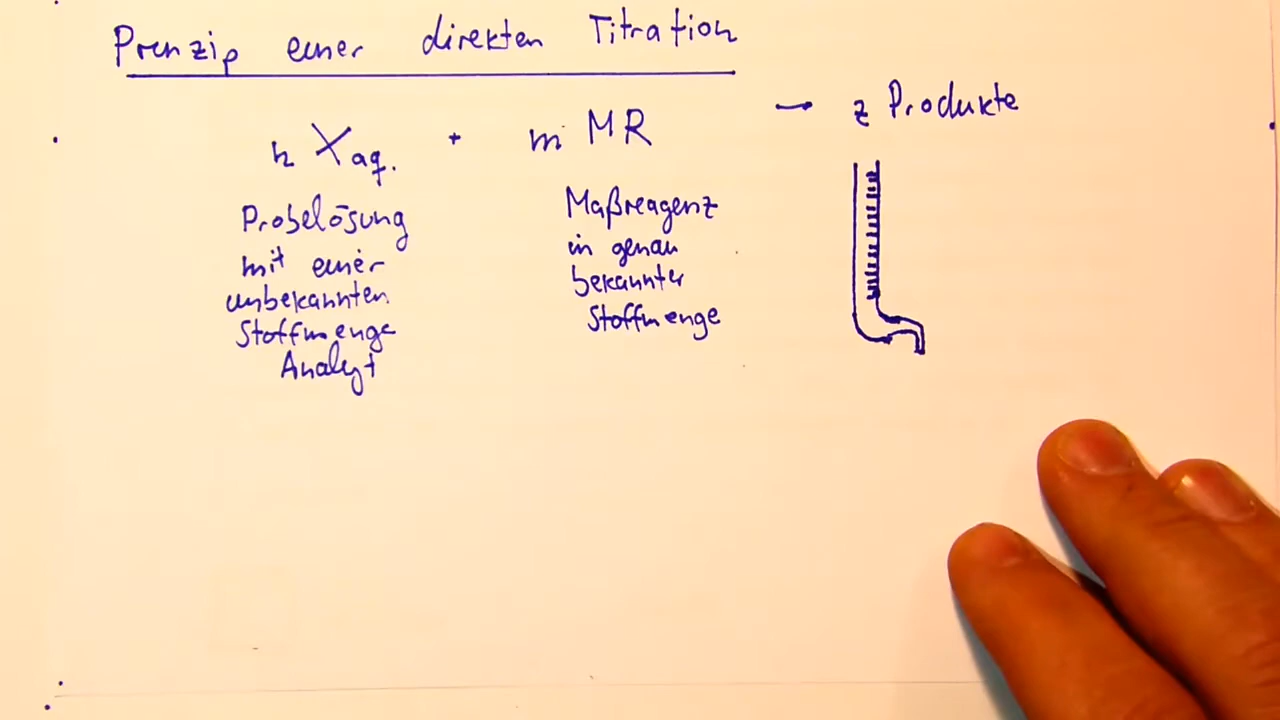 Prinzip einer direkten Titration
n Xaq. + m MR → z Produkte
Probelösung
mit einer
unbekannten
Stoffmenge
Analyt
Maßreagenz
in genau
bekannter
Stoffmenge